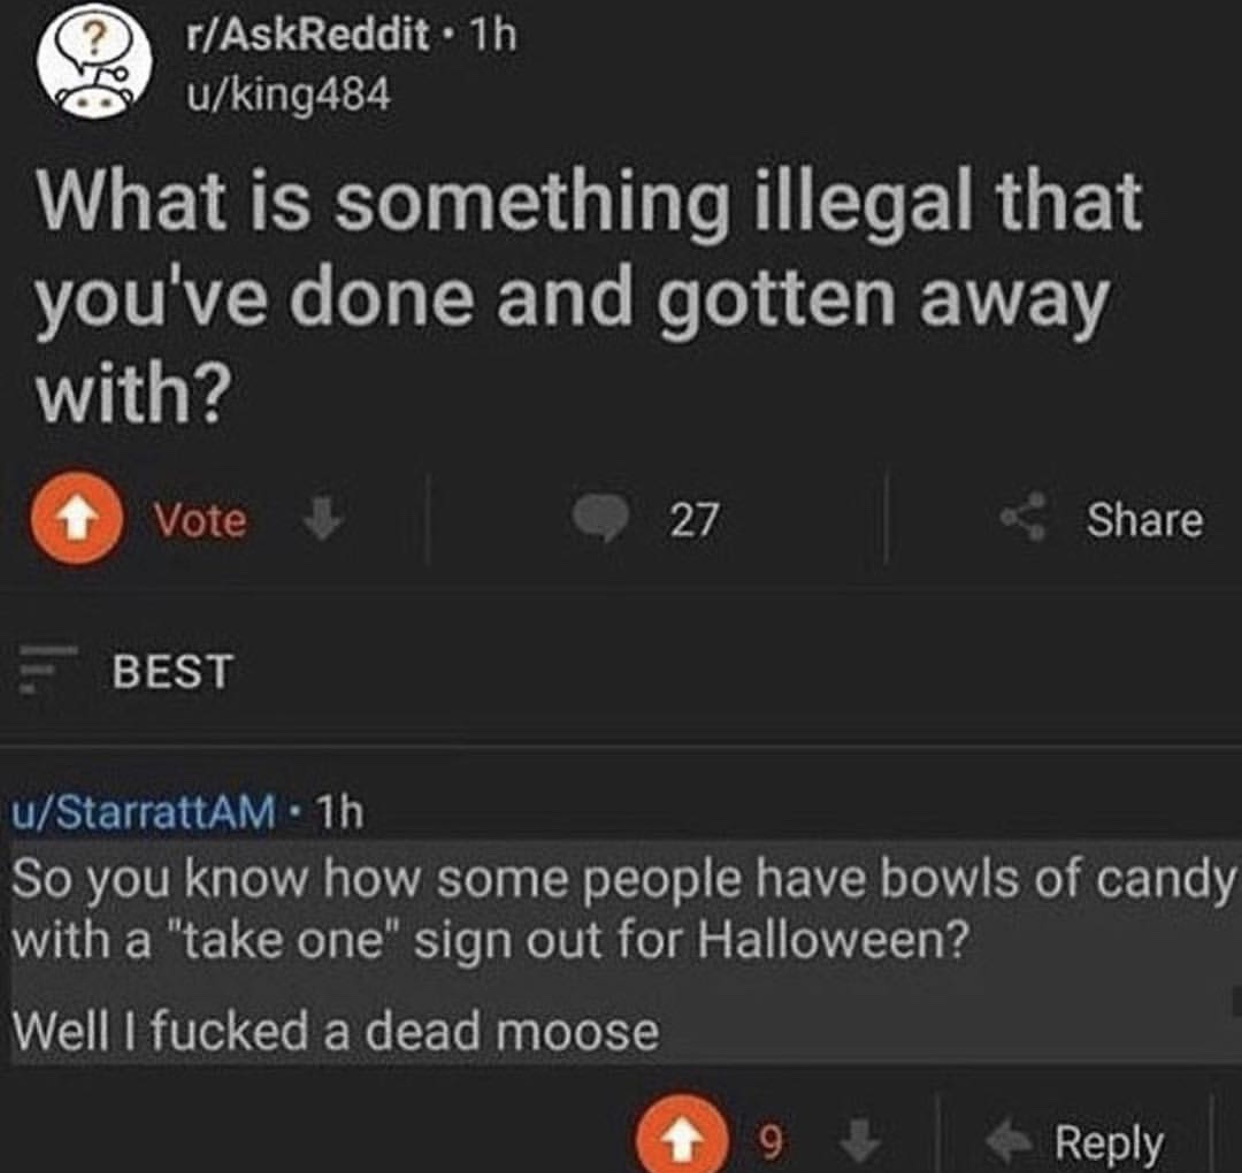 r/AskReddit • 1h
u/king484
What is something illegal that
you've done and gotten away
with?
Vote
27
Share
BEST
u/StarrattAM • 1h
So you know how some people have bowls of candy
with a "take one" sign out for Halloween?
Well I fucked a dead moose
9
Reply